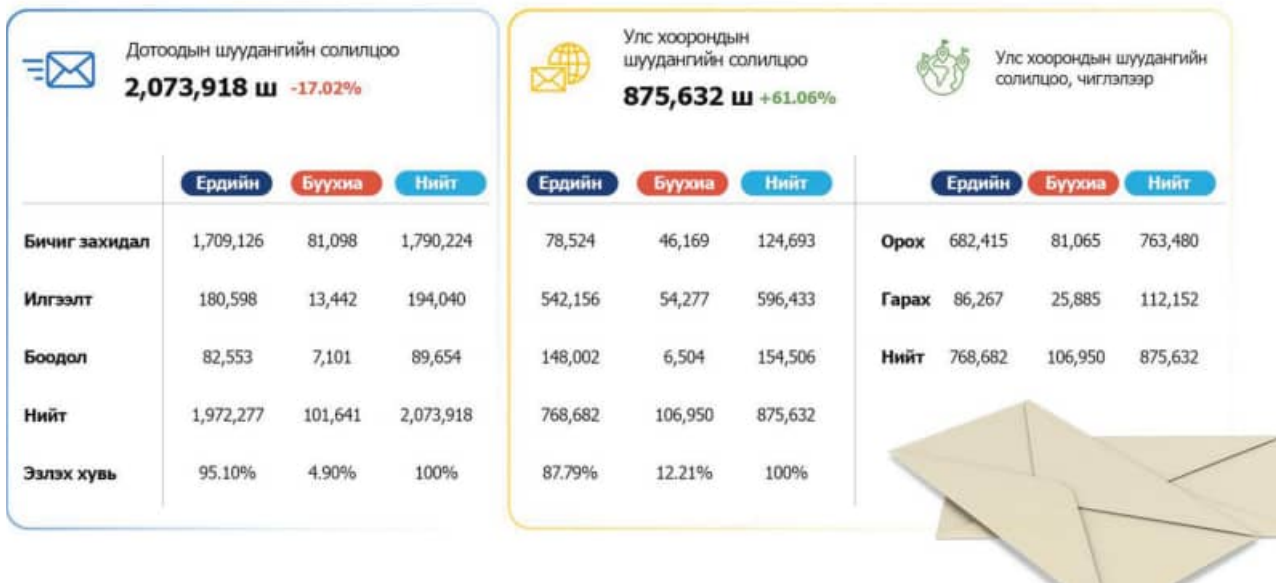 Дотоодын шуудангийн солилцоо
2,073,918 ш -17.02%
Ердийн Буухиа Нийт
Бичиг захидал 1,709,126 81,098 1,790,224
Илгээлт 180,598 13,442 194,040
Боодол 82,553 7,101 89,654
Нийт 1,972,277 101,641 2,073,918
Эзлэх хувь 95.10% 4.90% 100%
Улс хоорондын
шуудангийн солилцоо
875,632 ш +61.06%
Ердийн Буухиа Нийт
78,524 46,169 124,693
542,156 54,277 596,433
148,002 6,504 154,506
768,682 106,950 875,632
87.79% 12.21% 100%
Улс хоорондын шуудангийн
солилцоо, чиглэлээр
Ердийн Буухиа Нийт
Орох 682,415 81,065 763,480
Гарах 86,267 25,885 112,152
Нийт 768,682 106,950 875,632